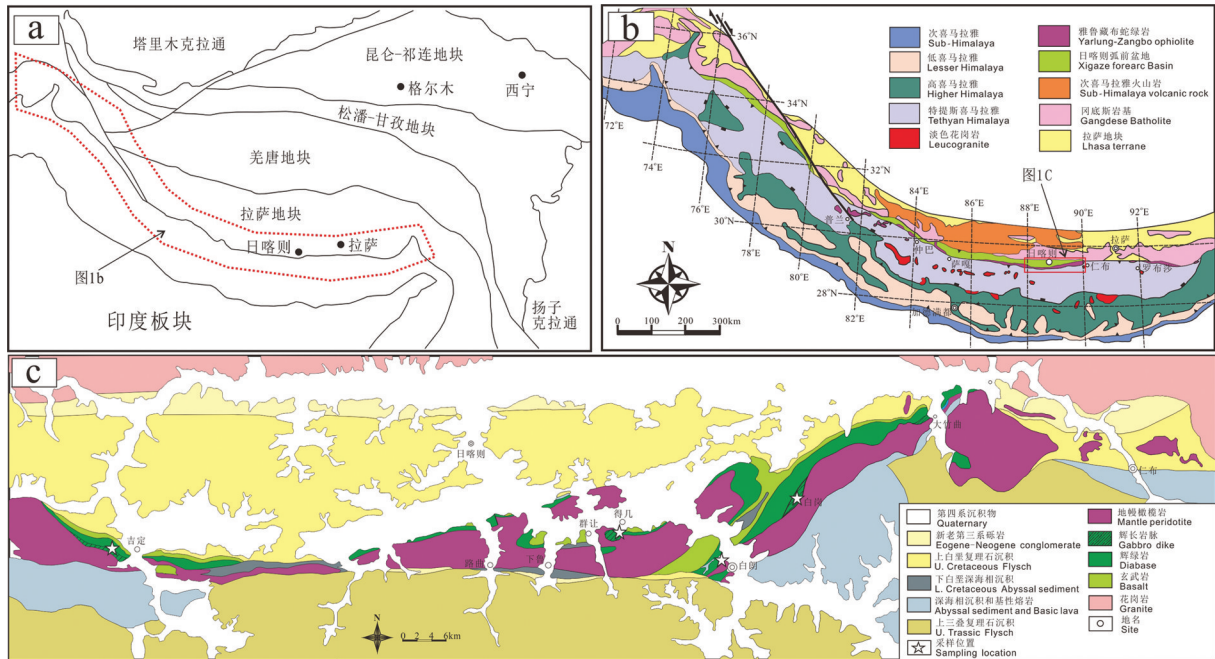 a
塔里木克拉通
昆仑-祁连地块
格尔木
西宁
松潘-甘孜地块
羌唐地块
拉萨地块
日喀则
拉萨
图1b
印度板块
扬子
克拉通
b
次喜马拉雅
Sub-Himalaya
低喜马拉雅
Lesser Himalaya
高喜马拉雅
Higher Himalaya
特提斯喜马拉雅
Tethyan Himalaya
淡色花岗岩
Leucogranite
雅鲁藏布蛇绿岩
Yarlung-Zangbo ophiolite
日喀则弧前盆地
Xigaze forearc Basin
次喜马拉雅火山岩
Sub-Himalaya volcanic rock
冈底斯岩基
Gangdese Batholite
拉萨地块
Lhasa terrane
36°N
34°N
32°N
30°N
28°N
72°E
74°E
76°E
78°E
80°E
82°E
84°E
86°E
88°E
90°E
92°E
图1C
普兰
仲巴
萨嘎
日喀则
拉萨
仁布
罗布莎
加德满都
N
0 100 200 300km
c
日喀则
大竹曲
仁布
吉定
路曲
下鲁
群让
得几
白岗
白朗
N
0 2 4 6km
第四系沉积物
Quaternary
新老第三系砾岩
Eogene-Neogene conglomerate
上白垩复理石沉积
U. Cretaceous Flysch
下白垩深海相沉积
L. Cretaceous Abyssal sediment
深海相沉积和基性熔岩
Abyssal sediment and Basic lava
上三叠复理石沉积
U. Trassic Flysch
采样位置
Sampling location
地幔橄榄岩
Mantle peridotite
辉长岩脉
Gabbro dike
辉绿岩
Diabase
玄武岩
Basalt
花岗岩
Granite
地名
Site